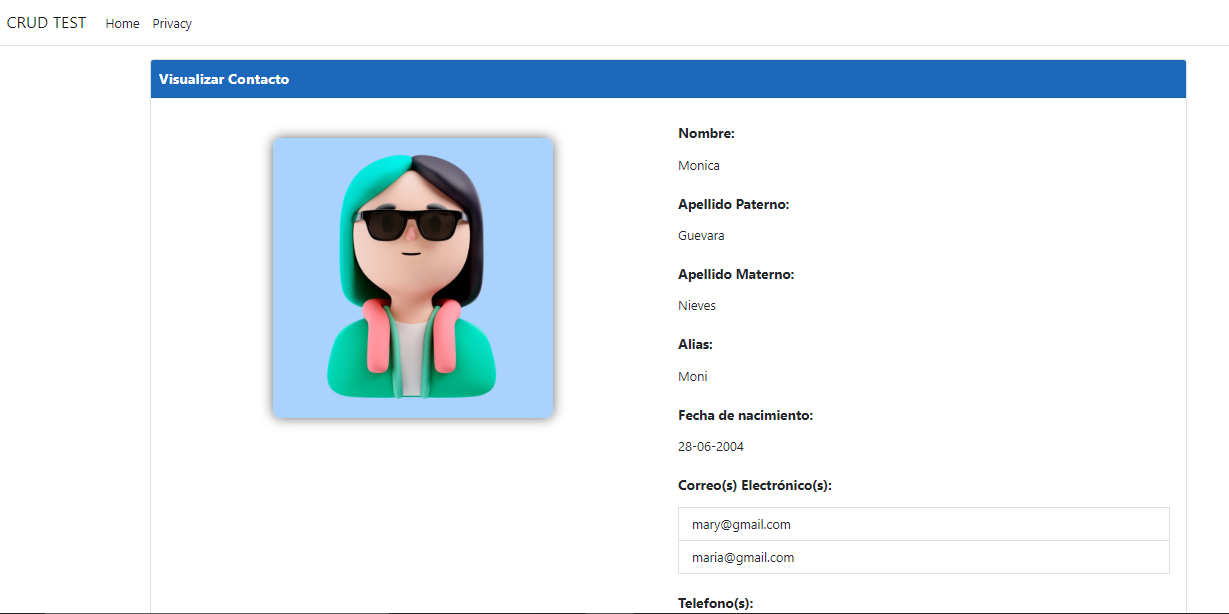 CRUD TEST Home Privacy
Visualizar Contacto
Nombre:
Monica
Apellido Paterno:
Guevara
Apellido Materno:
Nieves
Alias:
Moni
Fecha de nacimiento:
28-06-2004
Correo(s) Electrónico(s):
mary@gmail.com
maria@gmail.com
Telefono(s):